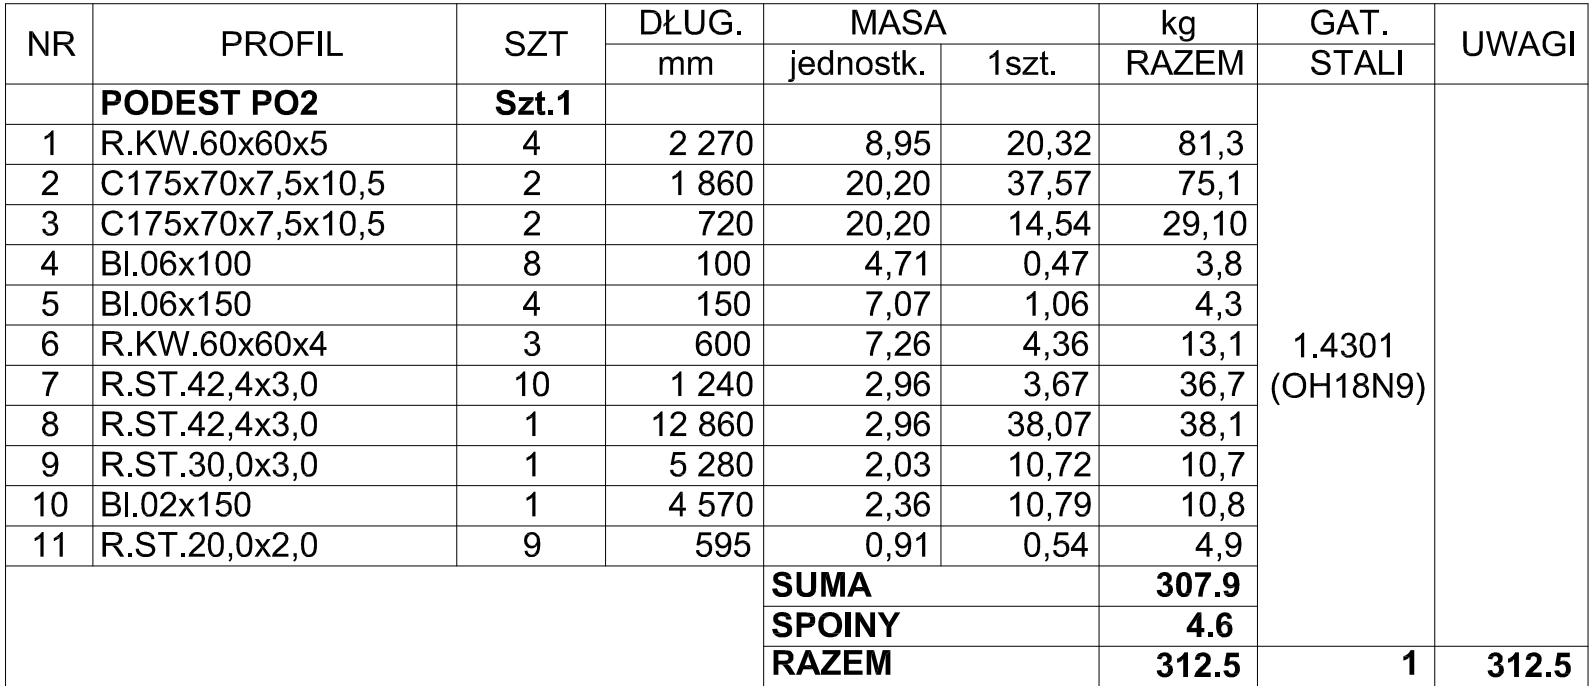 NR PROFIL SZT DŁUG. MASA kg GAT. UWAGI
mm jednostk. 1szt. RAZEM STALI
PODEST PO2 Szt.1
1 R.KW.60x60x5 4 2 270 8,95 20,32 81,3
2 C175x70x7,5x10,5 2 1 860 20,20 37,57 75,1
3 C175x70x7,5x10,5 2 720 20,20 14,54 29,10
4 Bl.06x100 8 100 4,71 0,47 3,8
5 Bl.06x150 4 150 7,07 1,06 4,3
6 R.KW.60x60x4 3 600 7,26 4,36 13,1 1.4301
7 R.ST.42,4x3,0 10 1 240 2,96 3,67 36,7 (OH18N9)
8 R.ST.42,4x3,0 1 12 860 2,96 38,07 38,1
9 R.ST.30,0x3,0 1 5 280 2,03 10,72 10,7
10 Bl.02x150 1 4 570 2,36 10,79 10,8
11 R.ST.20,0x2,0 9 595 0,91 0,54 4,9
SUMA 307.9
SPOINY 4.6
RAZEM 312.5 1 312.5